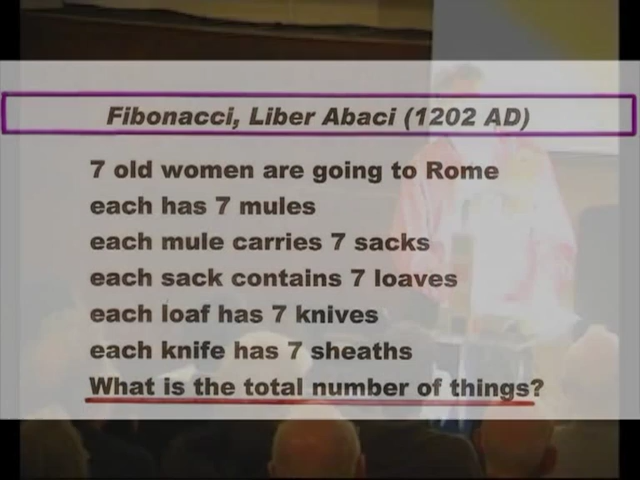 Fibonacci, Liber Abaci (1202 AD)
7 old women are going to Rome
each has 7 mules
each mule carries 7 sacks
each sack contains 7 loaves
each loaf has 7 knives
each knife has 7 sheaths
What is the total number of things?